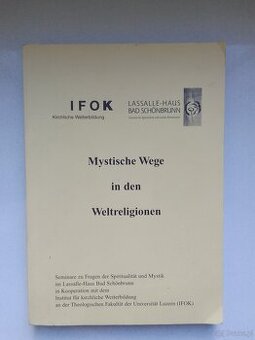 IFOK
Kirchliche Weiterbildung
LASSALLE-HAUS
BAD SCHÖNBRUNN
Mystische Wege
in den
Weltreligionen
Seminare zu Fragen der Spiritualität und Mystik
im Lassalle-Haus Bad Schönbrunn
in Kooperation mit dem
Institut für kirchliche Weiterbildung
an der Theologischen Fakultät der Universität Luzern (IFOK)